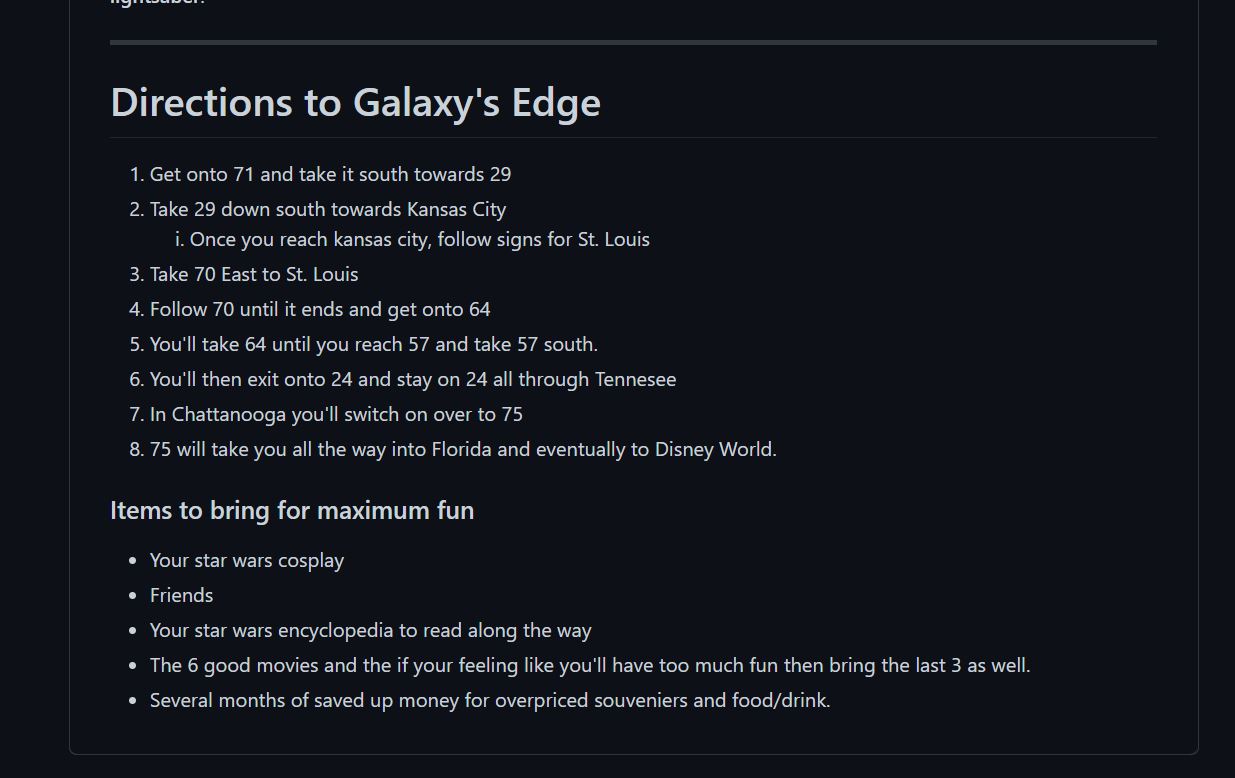 lightsaber.
Directions to Galaxy's Edge
1. Get onto 71 and take it south towards 29
2. Take 29 down south towards Kansas City
i. Once you reach kansas city, follow signs for St. Louis
3. Take 70 East to St. Louis
4. Follow 70 until it ends and get onto 64
5. You'll take 64 until you reach 57 and take 57 south.
6. You'll then exit onto 24 and stay on 24 all through Tennesee
7. In Chattanooga you'll switch on over to 75
8. 75 will take you all the way into Florida and eventually to Disney World.
Items to bring for maximum fun
• Your star wars cosplay
• Friends
• Your star wars encyclopedia to read along the way
• The 6 good movies and the if your feeling like you'll have too much fun then bring the last 3 as well.
• Several months of saved up money for overpriced souveniers and food/drink.